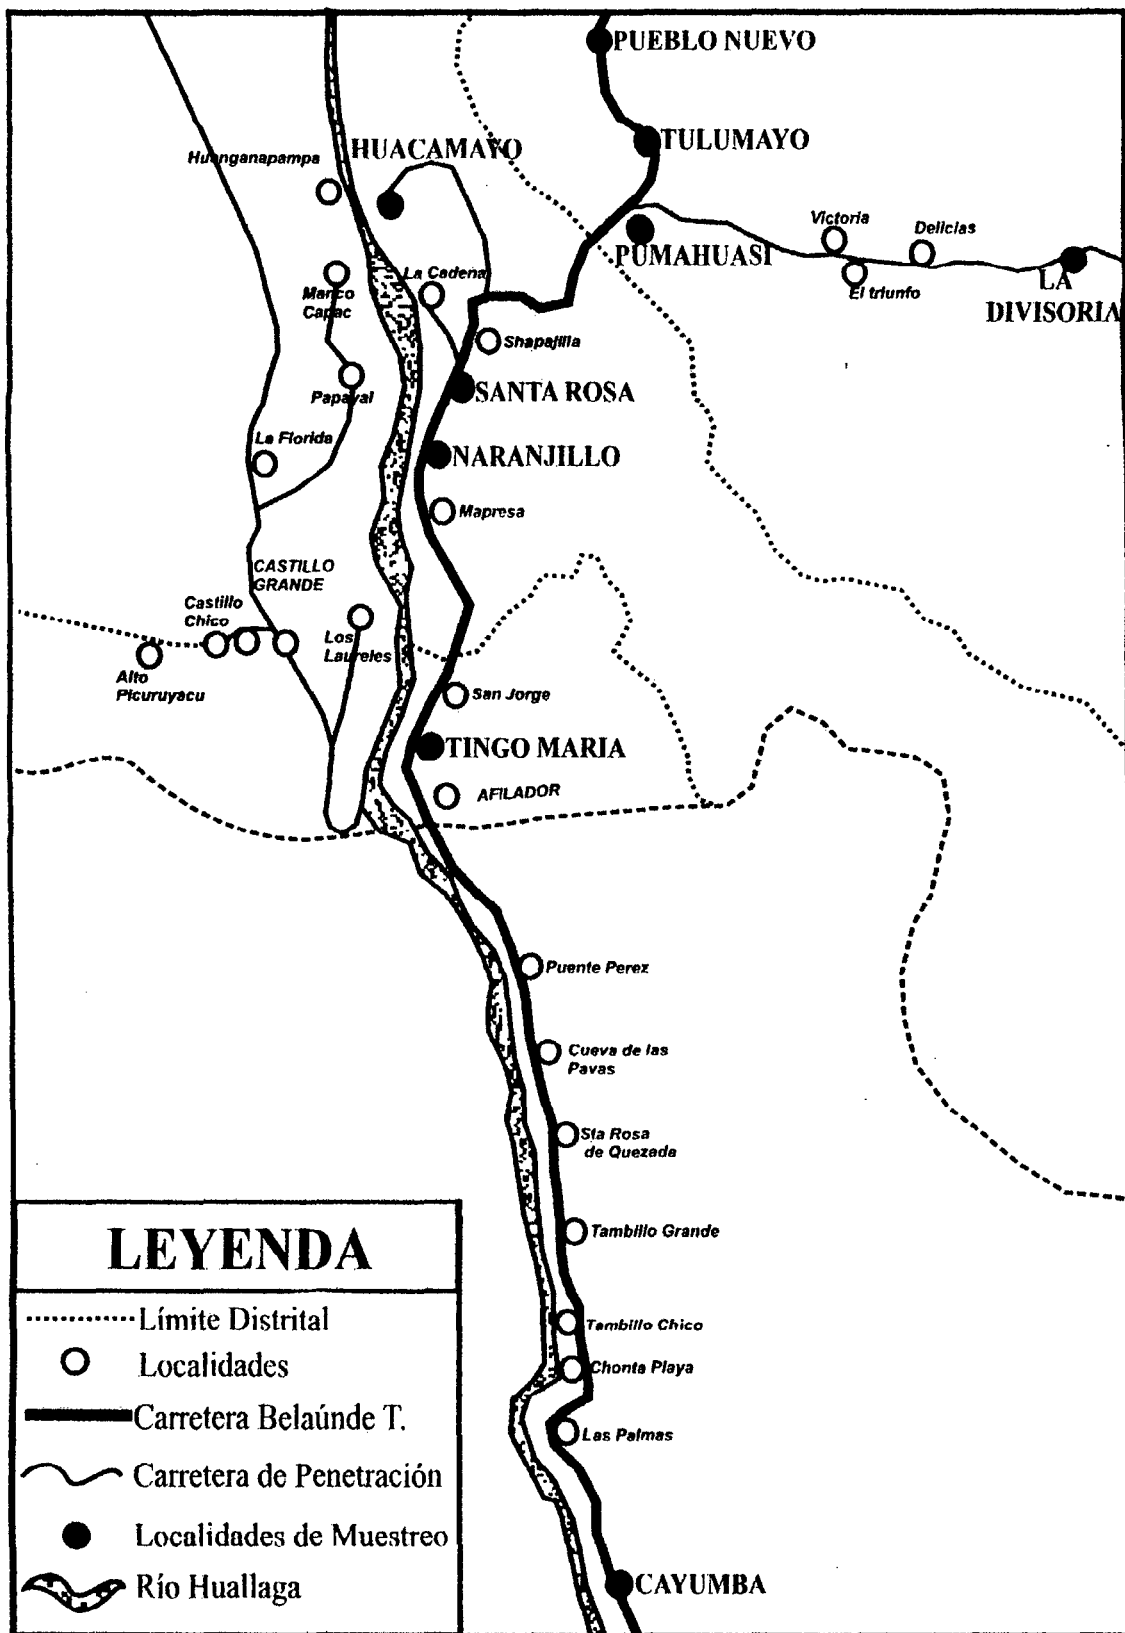 PUEBLO NUEVO
TULUMAYO
HUACAMAYO
Huanganapampa
Victoria
Delicias
PUMAHUASI
La Cadena
El triunfo
LA
DIVISORIA
Manco
Capac
Shapajilla
SANTA ROSA
Papayal
La Florida
NARANJILLO
Mapresa
CASTILLO
GRANDE
Castillo
Chico
Los
Laureles
Alto
Picuruyacu
San Jorge
TINGO MARIA
AFILADOR
Puente Perez
Cueva de las
Pavas
Sta Rosa
de Quezada
Tambillo Grande
Tambillo Chico
Chonta Playa
Las Palmas
CAYUMBA
LEYENDA
Límite Distrital
Localidades
Carretera Belaúnde T.
Carretera de Penetración
Localidades de Muestreo
Río Huallaga